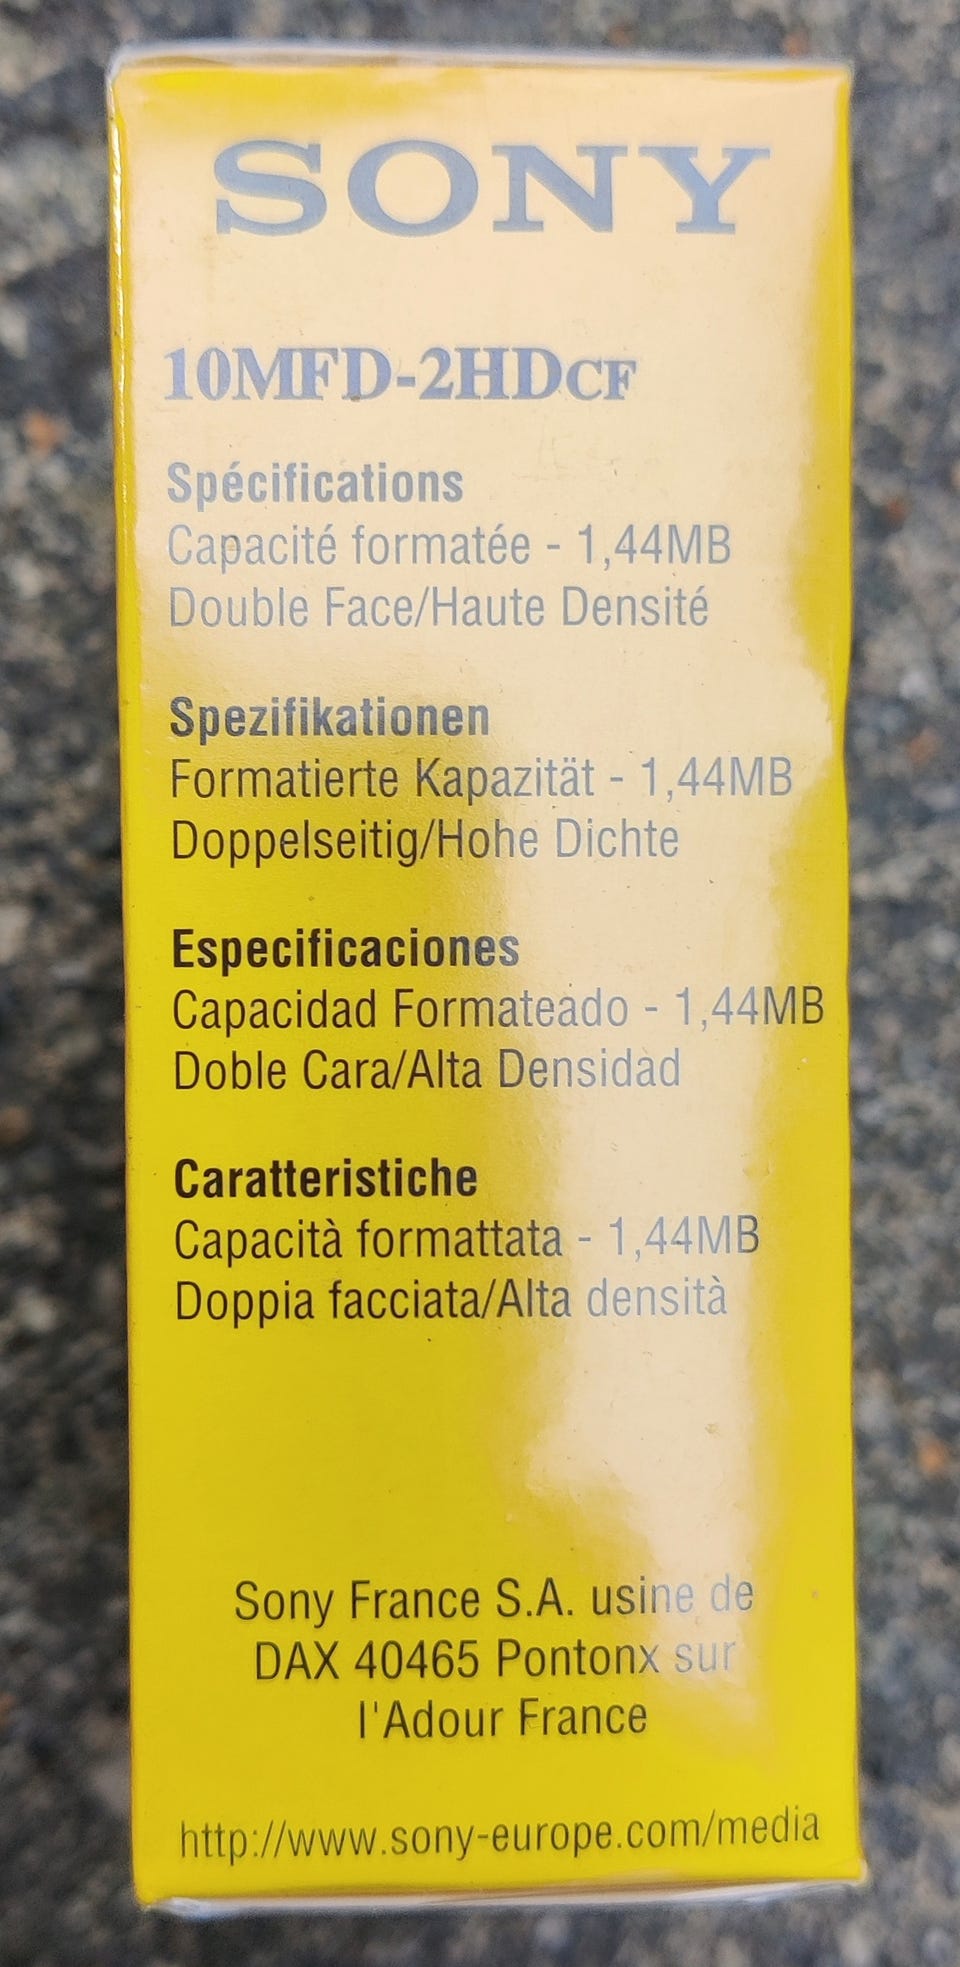 SONY
10MFD-2HDCF
Spécifications
Capacité formatée - 1,44MB
Double Face/Haute Densité
Spezifikationen
Formatierte Kapazität - 1,44MB
Doppelseitig/Hohe Dichte
Especificaciones
Capacidad Formateado - 1,44MB
Doble Cara/Alta Densidad
Caratteristiche
Capacità formattata - 1,44MB
Doppia facciata/Alta densità
Sony France S.A. usine de
DAX 40465 Pontonx sur
l'Adour France
http://www.sony-europe.com/media